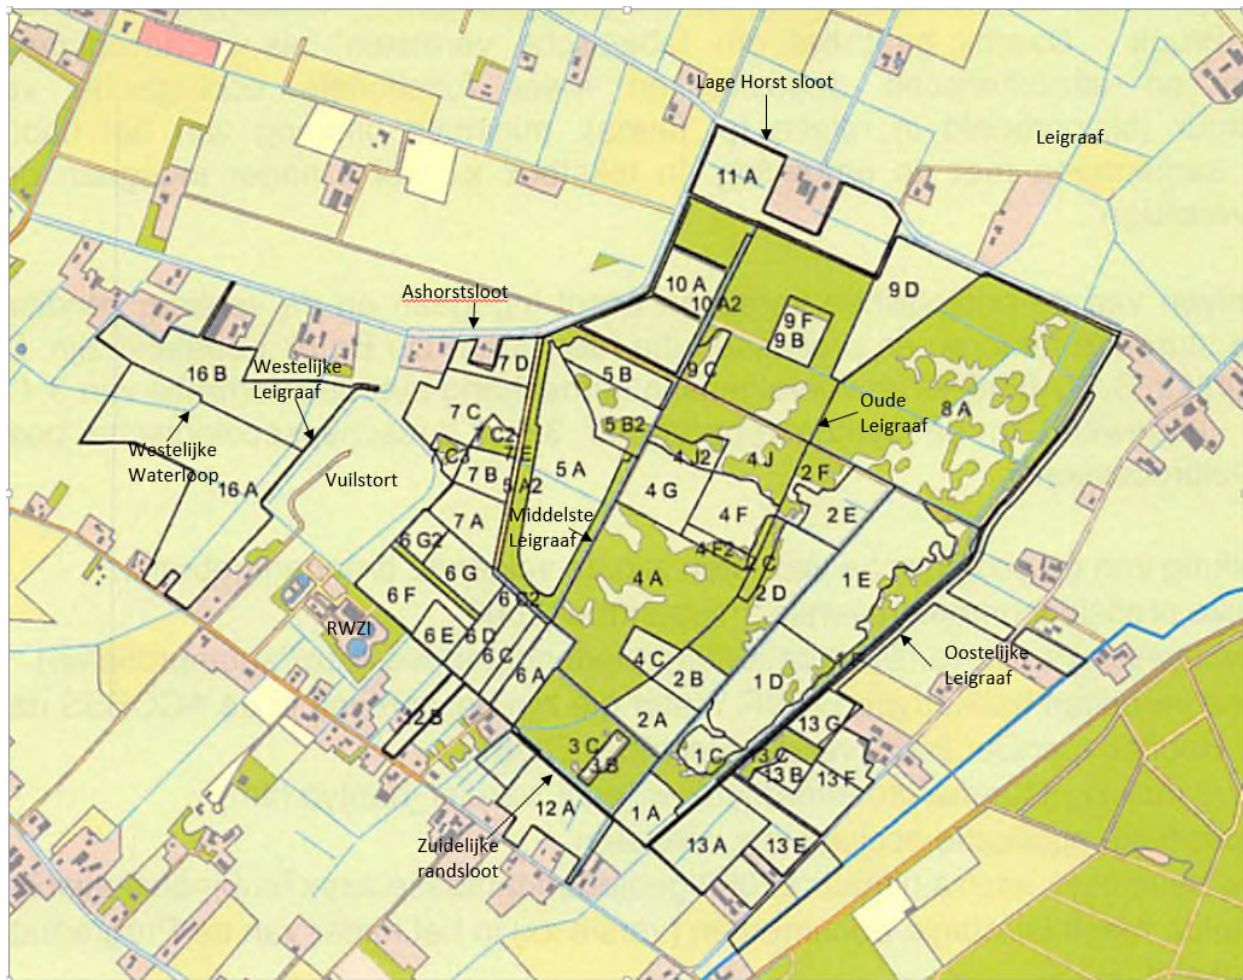 Lage Horst sloot
Leigraaf
11 A
10 A
10 A2
9 D
9 F
9 B
Ashorstsloot
7 D
5 B
9 C
16 B
Westelijke
Leigraaf
Oude
Leigraaf
8 A
7 C
5 B2
7 C2
7 E
Westelijke
Waterloop
7 C3
4 J2
4 J
2 F
7 B
5 A2
5 A
4 G
16 A
Vuilstort
Middelste
Leigraaf
4 F
2 E
7 A
6 G2
4 F2
2 C
6 G
4 A
2 D
1 E
6 F
6 G2
RWZI
6 E
6 D
6 C
6 A
4 C
2 B
1 D
1 F
Oostelijke
Leigraaf
12 B
2 A
13 G
3 C
3 B
1 C
13 C
13 B
13 F
12 A
1 A
Zuidelijke
randsloot
13 A
13 E